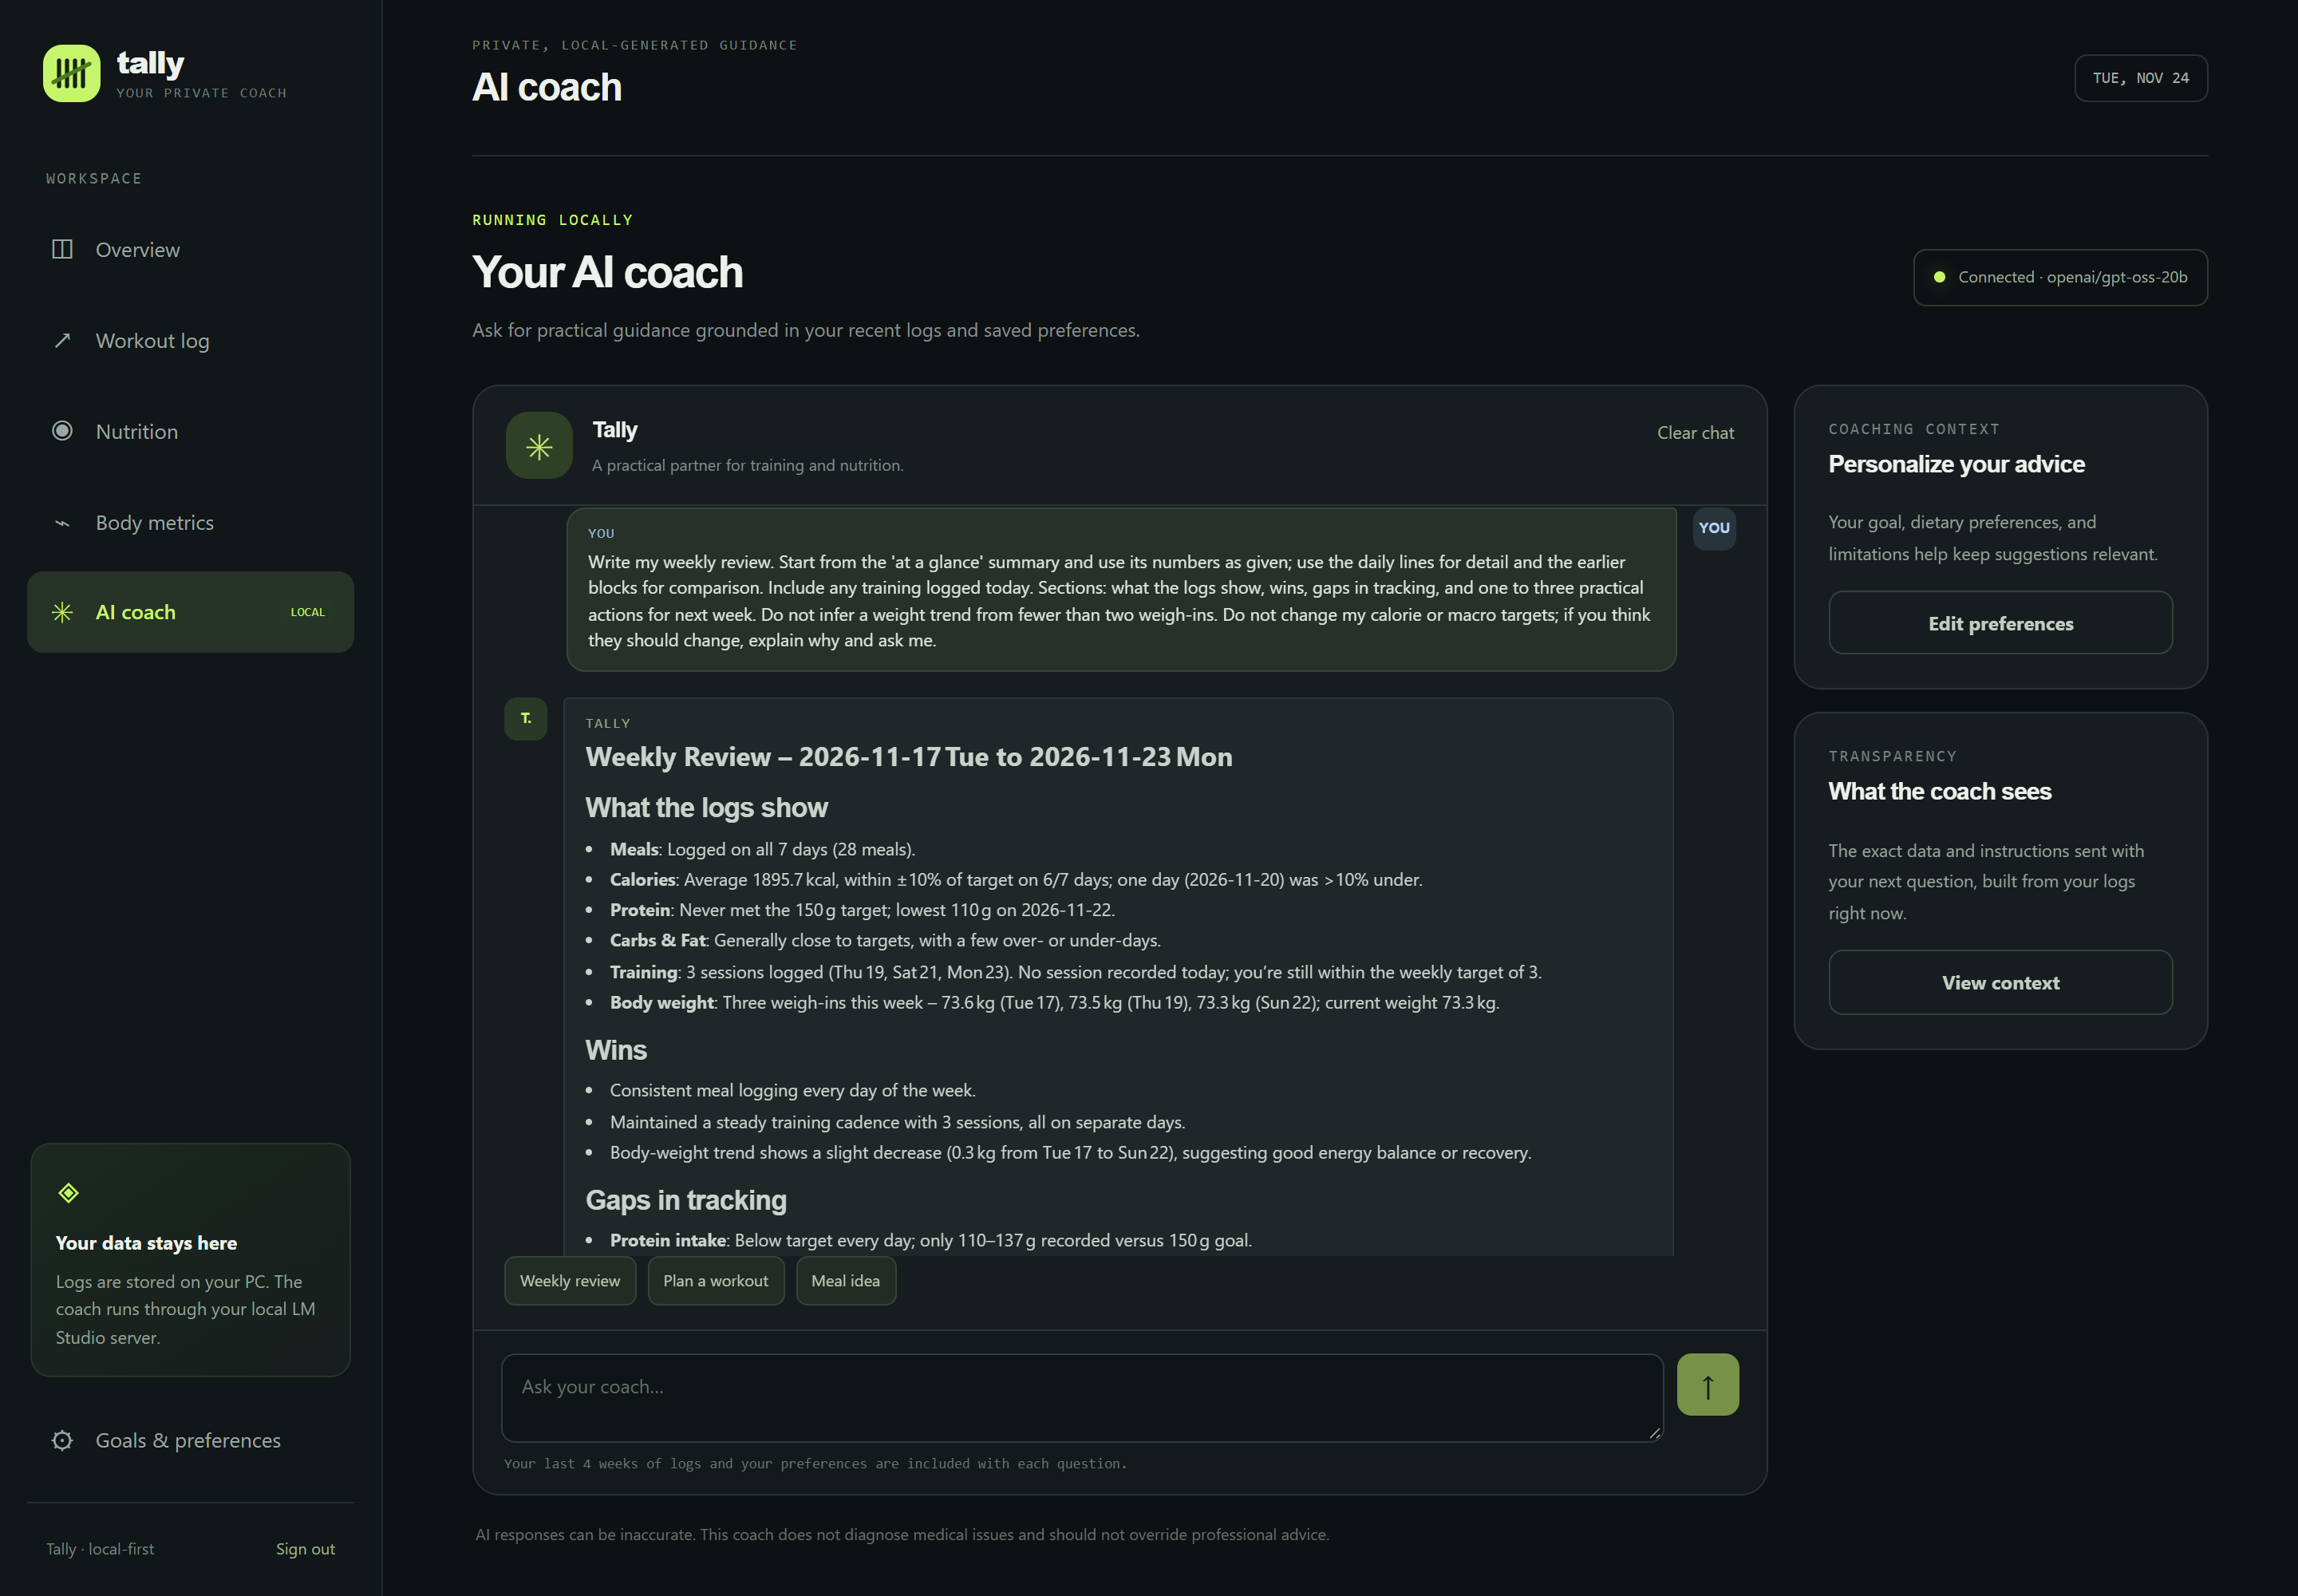 tally
YOUR PRIVATE COACH
WORKSPACE
Overview
Workout log
Nutrition
Body metrics
AI coach
LOCAL
Your data stays here
Logs are stored on your PC. The
coach runs through your local LM
Studio server.
Goals & preferences
Tally · local-first
Sign out
PRIVATE, LOCAL-GENERATED GUIDANCE
AI coach
TUE, NOV 24
RUNNING LOCALLY
Your AI coach
Ask for practical guidance grounded in your recent logs and saved preferences.
Connected · openai/gpt-oss-20b
Tally
A practical partner for training and nutrition.
Clear chat
YOU
YOU
Write my weekly review. Start from the 'at a glance' summary and use its numbers as given; use the daily lines for detail and the earlier
blocks for comparison. Include any training logged today. Sections: what the logs show, wins, gaps in tracking, and one to three practical
actions for next week. Do not infer a weight trend from fewer than two weigh-ins. Do not change my calorie or macro targets; if you think
they should change, explain why and ask me.
T.
TALLY
Weekly Review – 2026-11-17 Tue to 2026-11-23 Mon
What the logs show
• Meals: Logged on all 7 days (28 meals).
• Calories: Average 1895.7 kcal, within ±10% of target on 6/7 days; one day (2026-11-20) was >10% under.
• Protein: Never met the 150 g target; lowest 110 g on 2026-11-22.
• Carbs & Fat: Generally close to targets, with a few over- or under-days.
• Training: 3 sessions logged (Thu 19, Sat 21, Mon 23). No session recorded today; you’re still within the weekly target of 3.
• Body weight: Three weigh-ins this week – 73.6 kg (Tue 17), 73.5 kg (Thu 19), 73.3 kg (Sun 22); current weight 73.3 kg.
Wins
• Consistent meal logging every day of the week.
• Maintained a steady training cadence with 3 sessions, all on separate days.
• Body-weight trend shows a slight decrease (0.3 kg from Tue 17 to Sun 22), suggesting good energy balance or recovery.
Gaps in tracking
• Protein intake: Below target every day; only 110–137 g recorded versus 150 g goal.
Weekly review
Plan a workout
Meal idea
Ask your coach...
↑
Your last 4 weeks of logs and your preferences are included with each question.
AI responses can be inaccurate. This coach does not diagnose medical issues and should not override professional advice.
COACHING CONTEXT
Personalize your advice
Your goal, dietary preferences, and
limitations help keep suggestions relevant.
Edit preferences
TRANSPARENCY
What the coach sees
The exact data and instructions sent with
your next question, built from your logs
right now.
View context